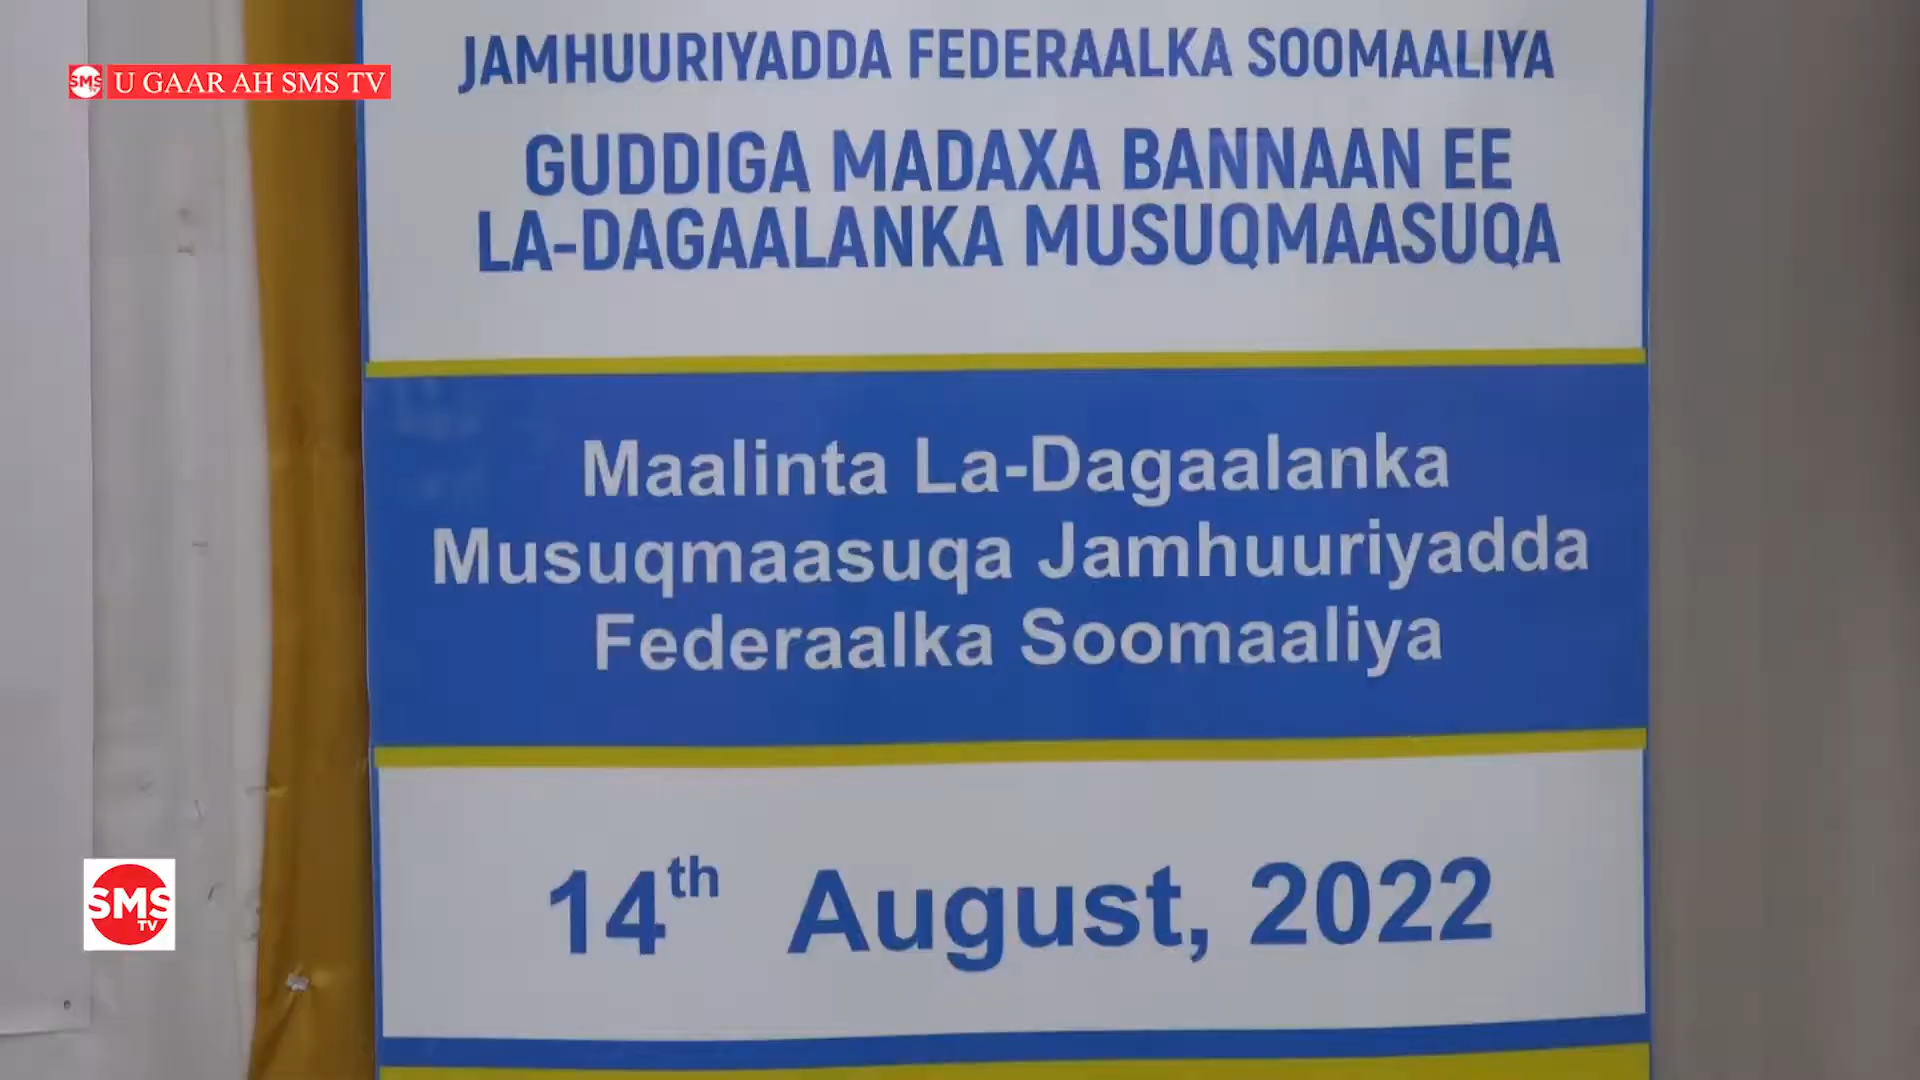 JAMHUURIYADDA FEDERAALKA SOOMAALIYA
SMS U GAAR AH SMS TV
GUDDIGA MADAXA BANNAAN EE
LA-DAGAALANKA MUSUQMAASUQA
Maalinta La-Dagaalanka
Musuqmaasuqa Jamhuuriyadda
Federaalka Soomaaliya
14th August, 2022
SMS
TV